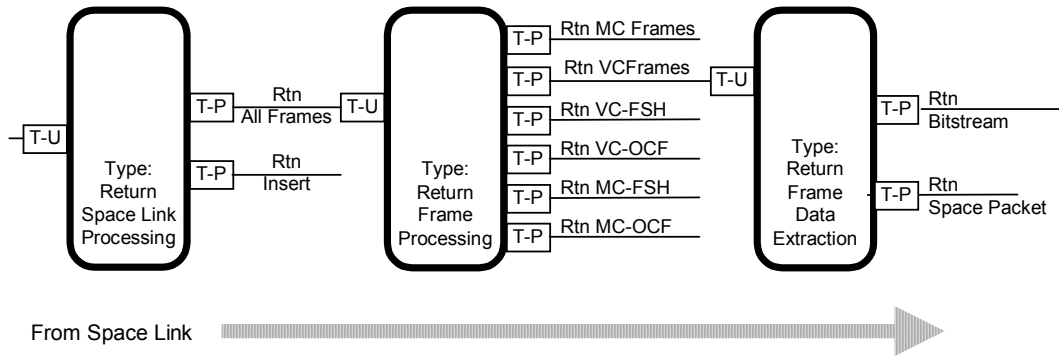 T-U
Type:
Return
Space Link
Processing
T-P
Rtn
All Frames
T-P
Rtn
Insert
T-U
Type:
Return
Frame
Processing
T-P
Rtn MC Frames
T-P
Rtn VCFrames
T-P
Rtn VC-FSH
T-P
Rtn VC-OCF
T-P
Rtn MC-FSH
T-P
Rtn MC-OCF
T-U
Type:
Return
Frame
Data
Extraction
T-P
Rtn
Bitstream
T-P
Rtn
Space Packet
From Space Link